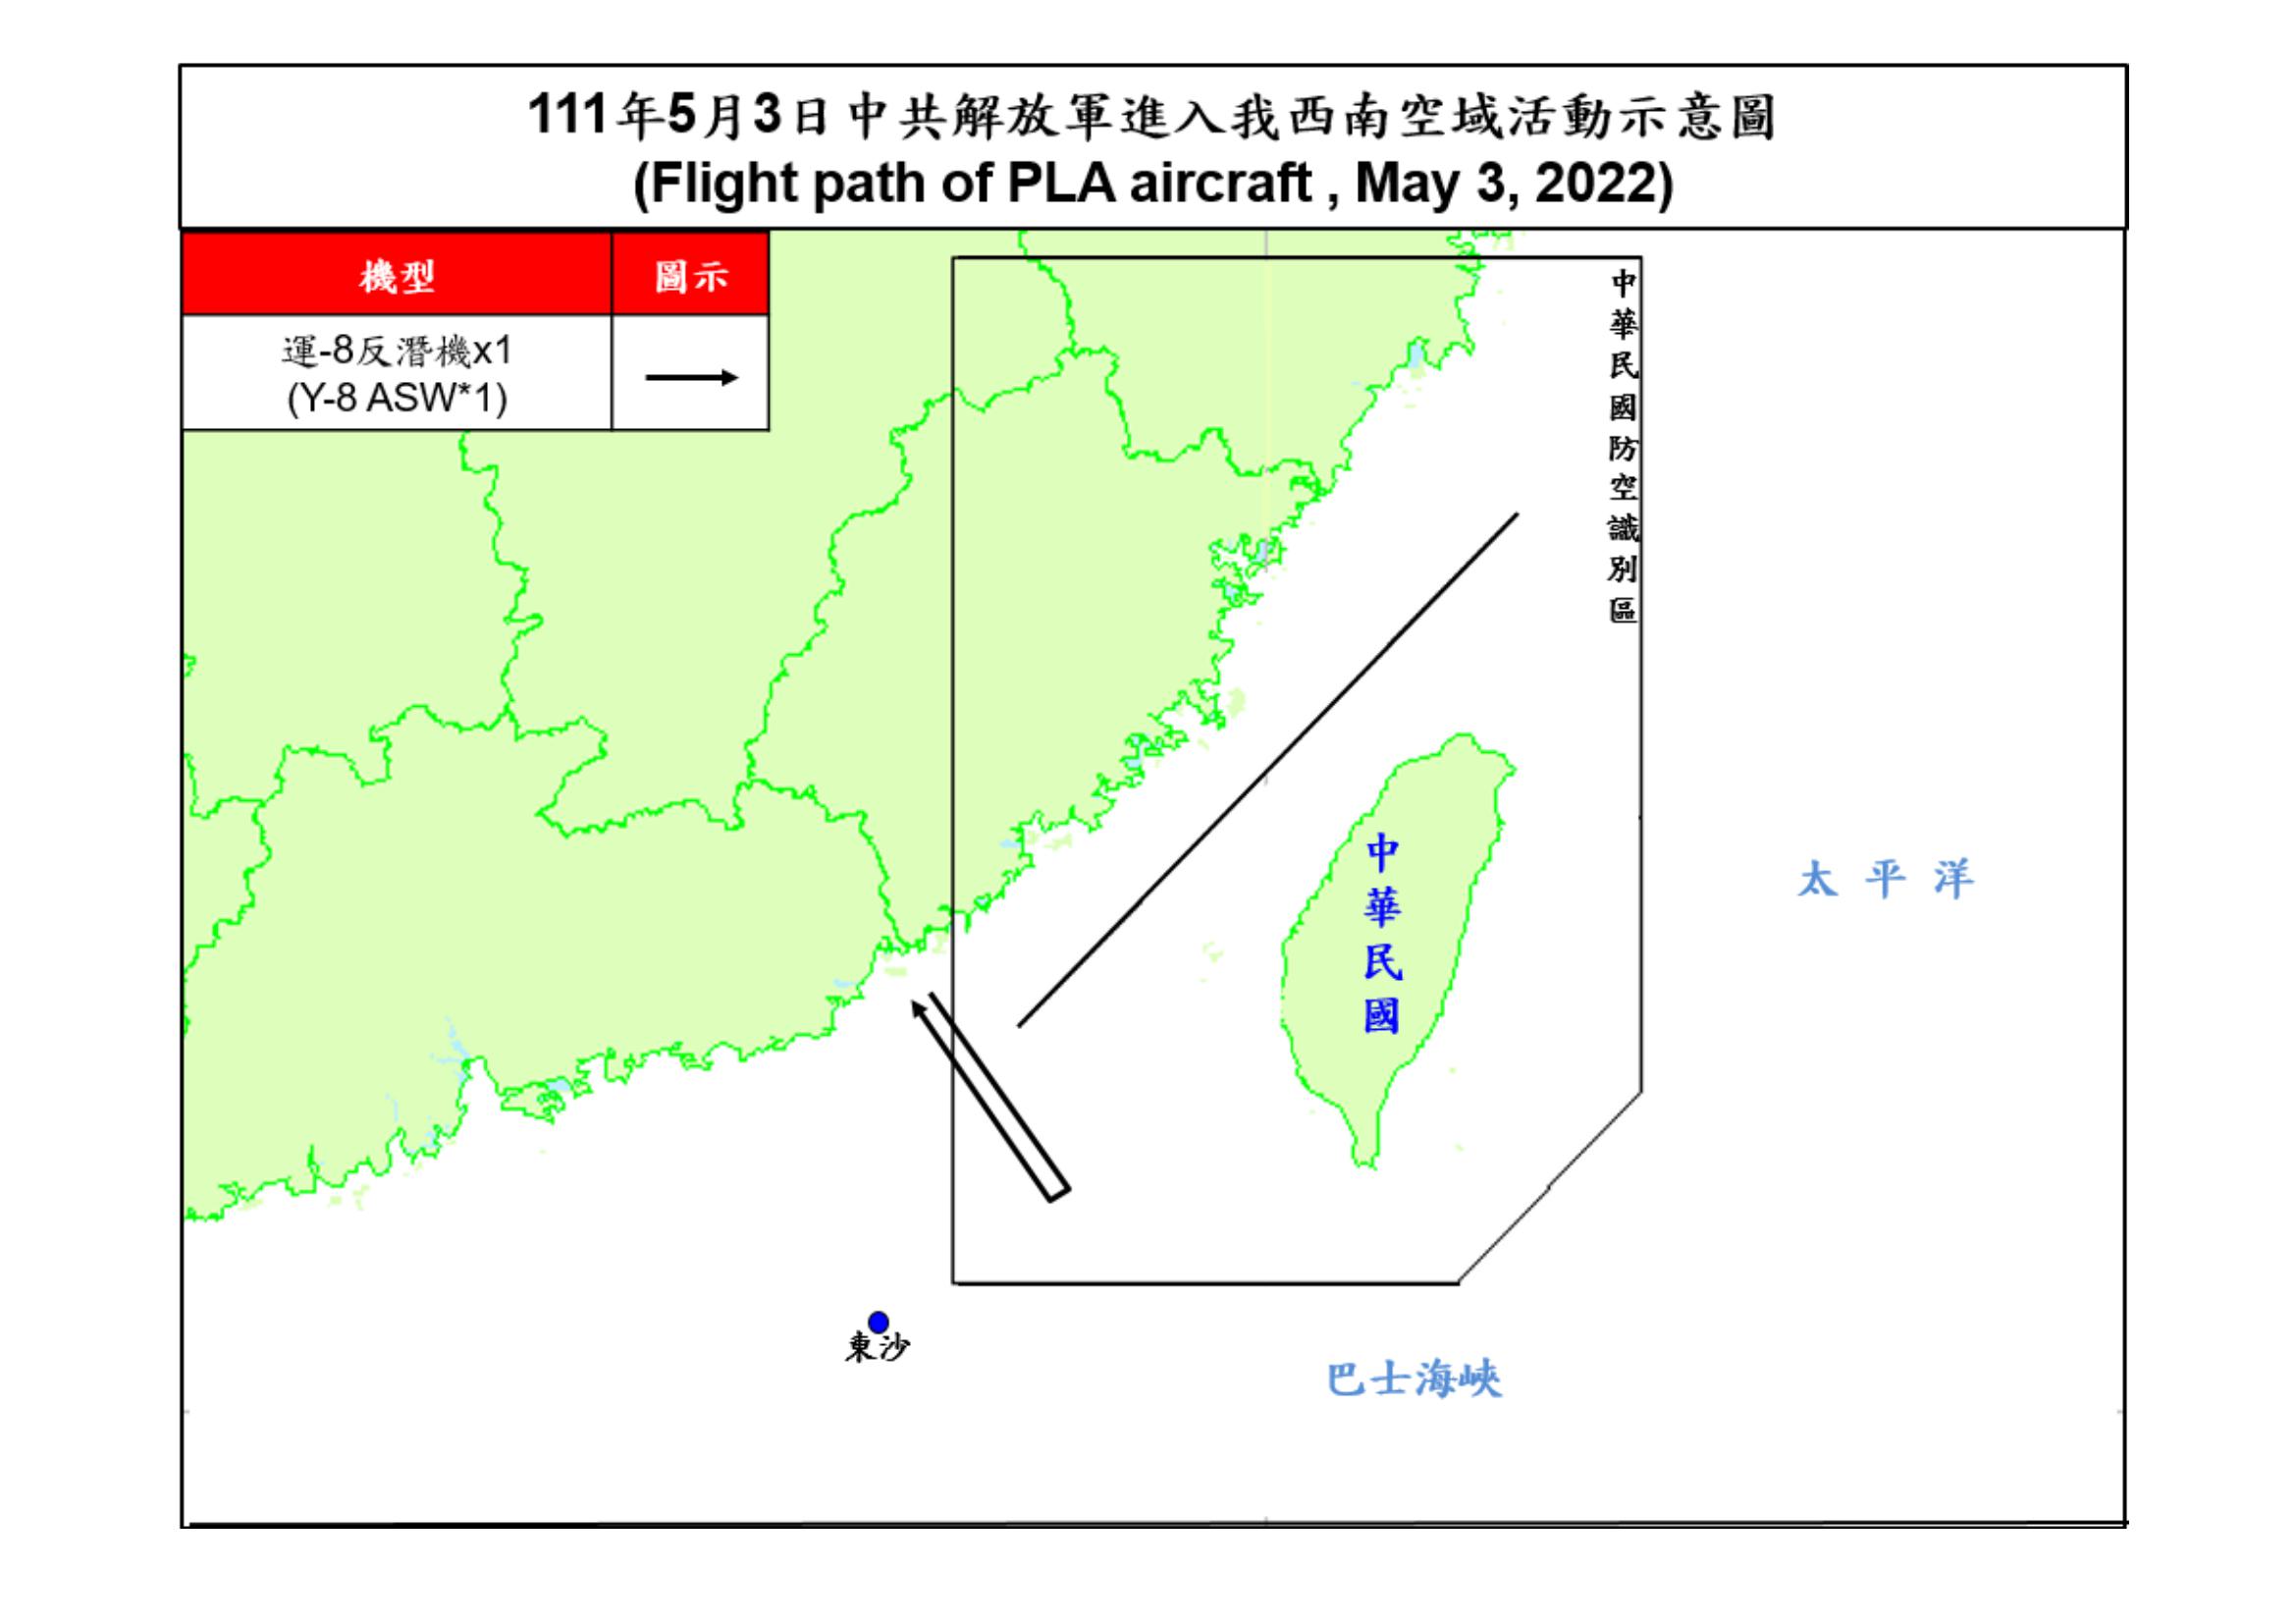 111年5月3日中共解放軍進入我西南空域活動示意圖
(Flight path of PLA aircraft , May 3, 2022)
機型
圖示
運-8反潛機x1
(Y-8 ASW*1)
中華民國防空識別區
中華民國
太平洋
東沙
巴士海峽